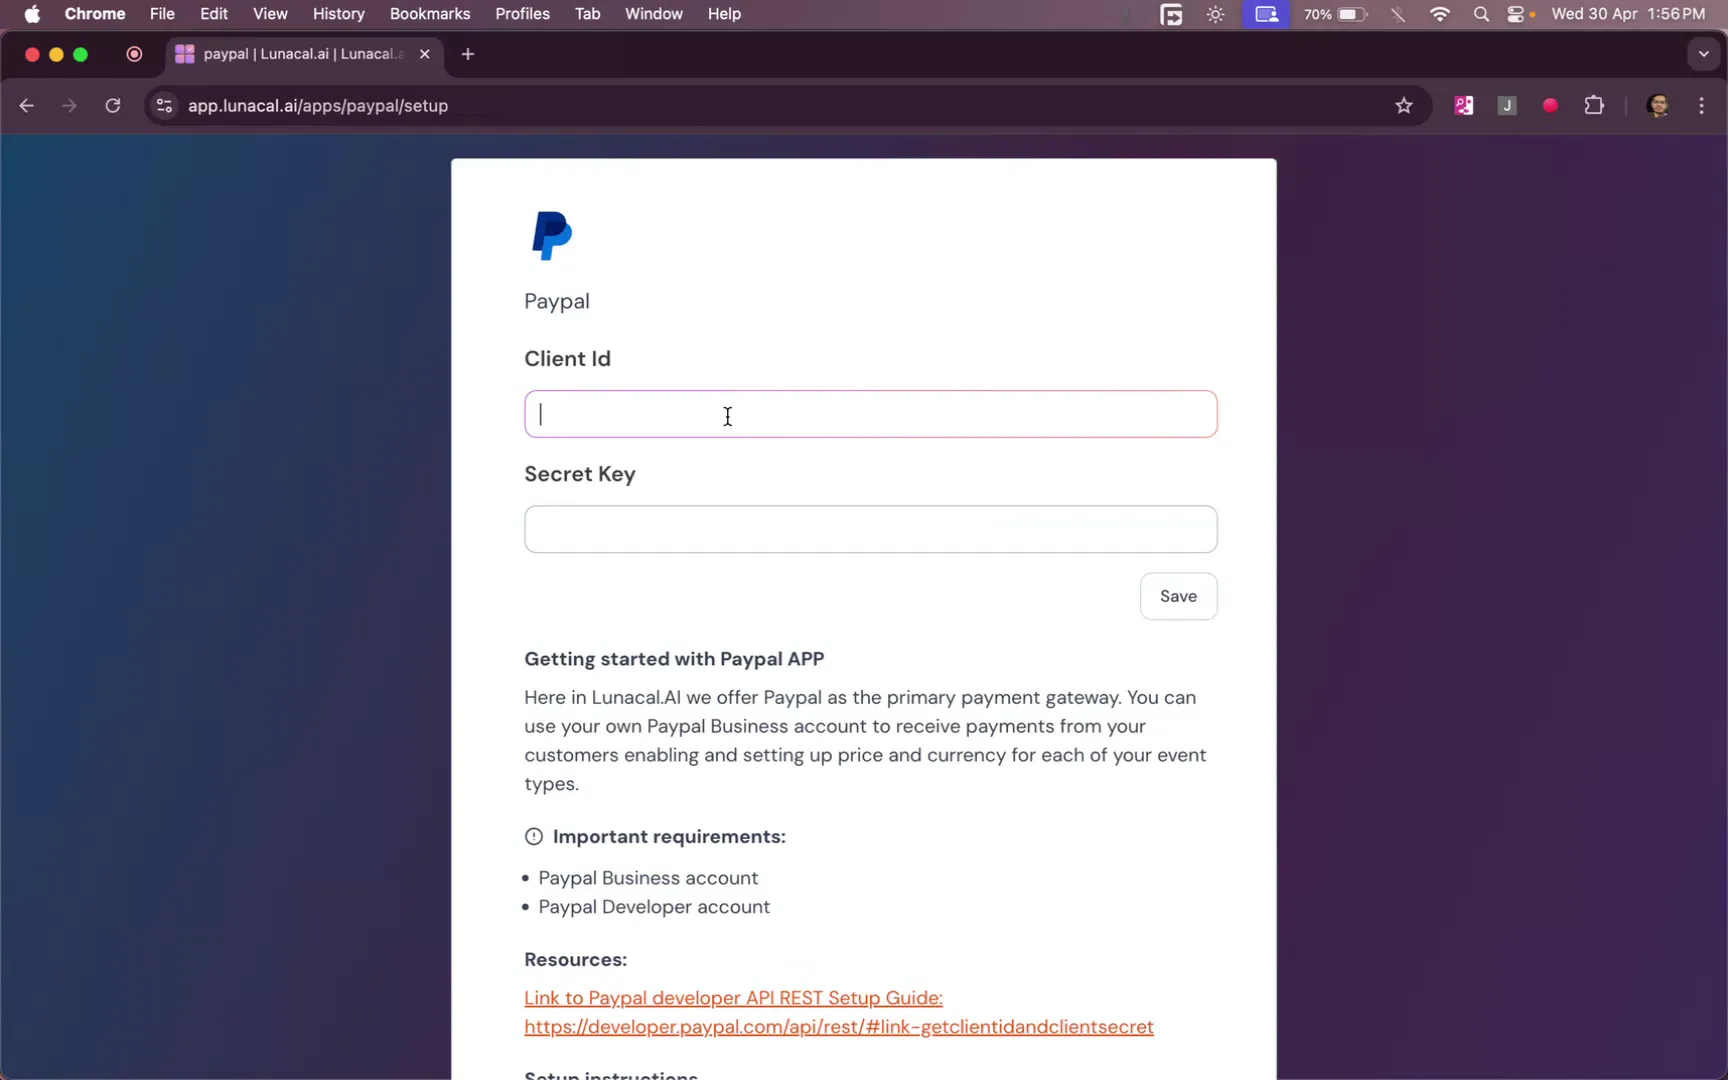 Chrome File Edit View History Bookmarks Profiles Tab Window Help 70% Wed 30 Apr 1:56 PM
paypal | Lunacal.ai | Lunacal.a
app.lunacal.ai/apps/paypal/setup
J
Paypal
Client Id
Secret Key
Save
Getting started with Paypal APP
Here in Lunacal.AI we offer Paypal as the primary payment gateway. You can
use your own Paypal Business account to receive payments from your
customers enabling and setting up price and currency for each of your event
types.
Important requirements:
• Paypal Business account
• Paypal Developer account
Resources:
Link to Paypal developer API REST Setup Guide:
https://developer.paypal.com/api/rest/#link-getclientidandclientsecret
Setup instructions